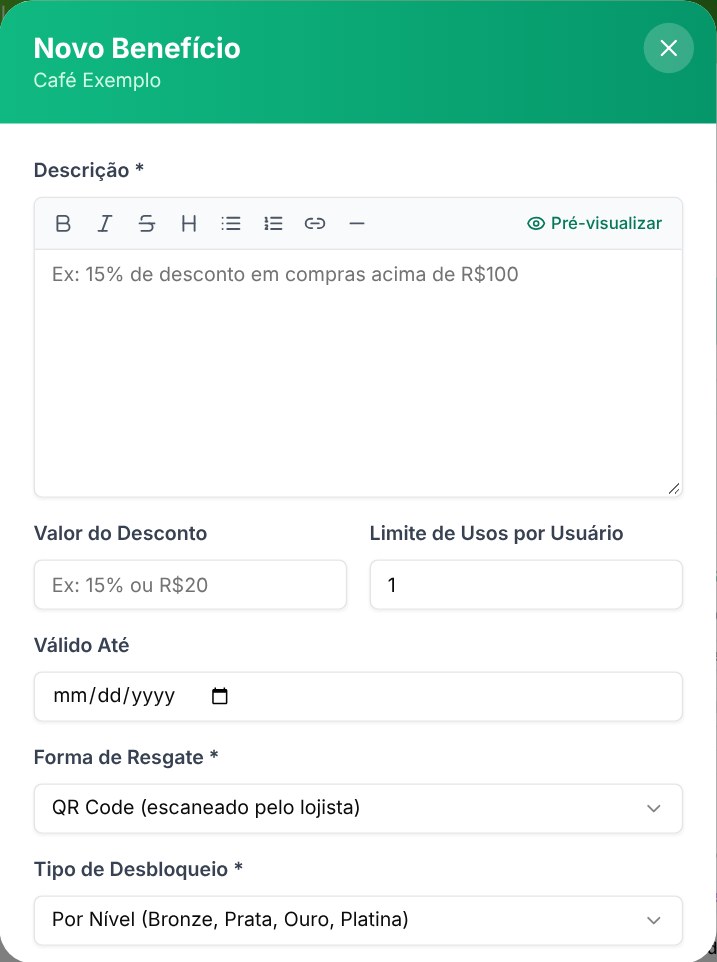 Novo Benefício
Café Exemplo
Descrição *
B I S H Pré-visualizar
Ex: 15% de desconto em compras acima de R$100
Valor do Desconto
Limite de Usos por Usuário
Ex: 15% ou R$20
1
Válido Até
mm/dd/yyyy
Forma de Resgate *
QR Code (escaneado pelo lojista)
Tipo de Desbloqueio *
Por Nível (Bronze, Prata, Ouro, Platina)